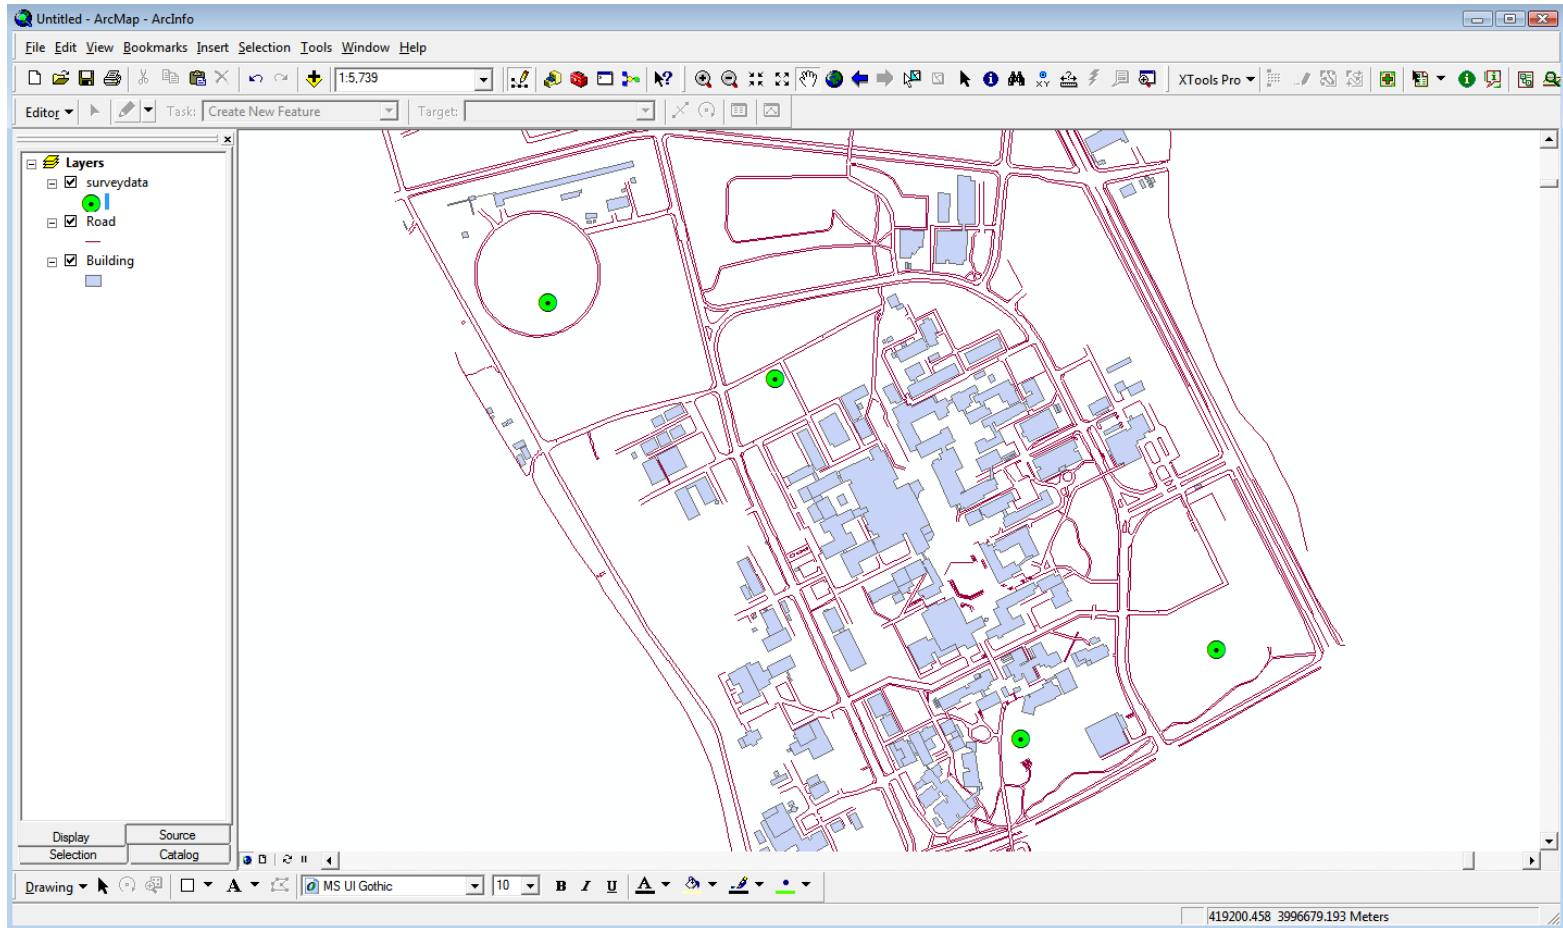 Untitled - ArcMap - ArcInfo
File Edit View Bookmarks Insert Selection Tools Window Help
1:5,739
XTools Pro
Editor Task: Create New Feature Target:
Layers
surveydata
Road
Building
Display Source
Selection Catalog
Drawing A MS UI Gothic 10 B I U A
419200.458 3996679.193 Meters